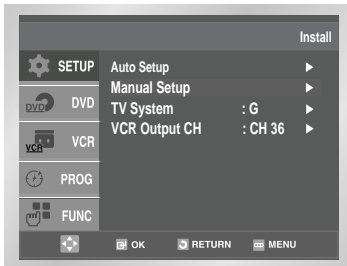 Install
SETUP
Auto Setup
Manual Setup
DVD DVD
TV System : G
VCR Output CH : CH 36
VCR VCR
PROG
FUNC
OK RETURN MENU